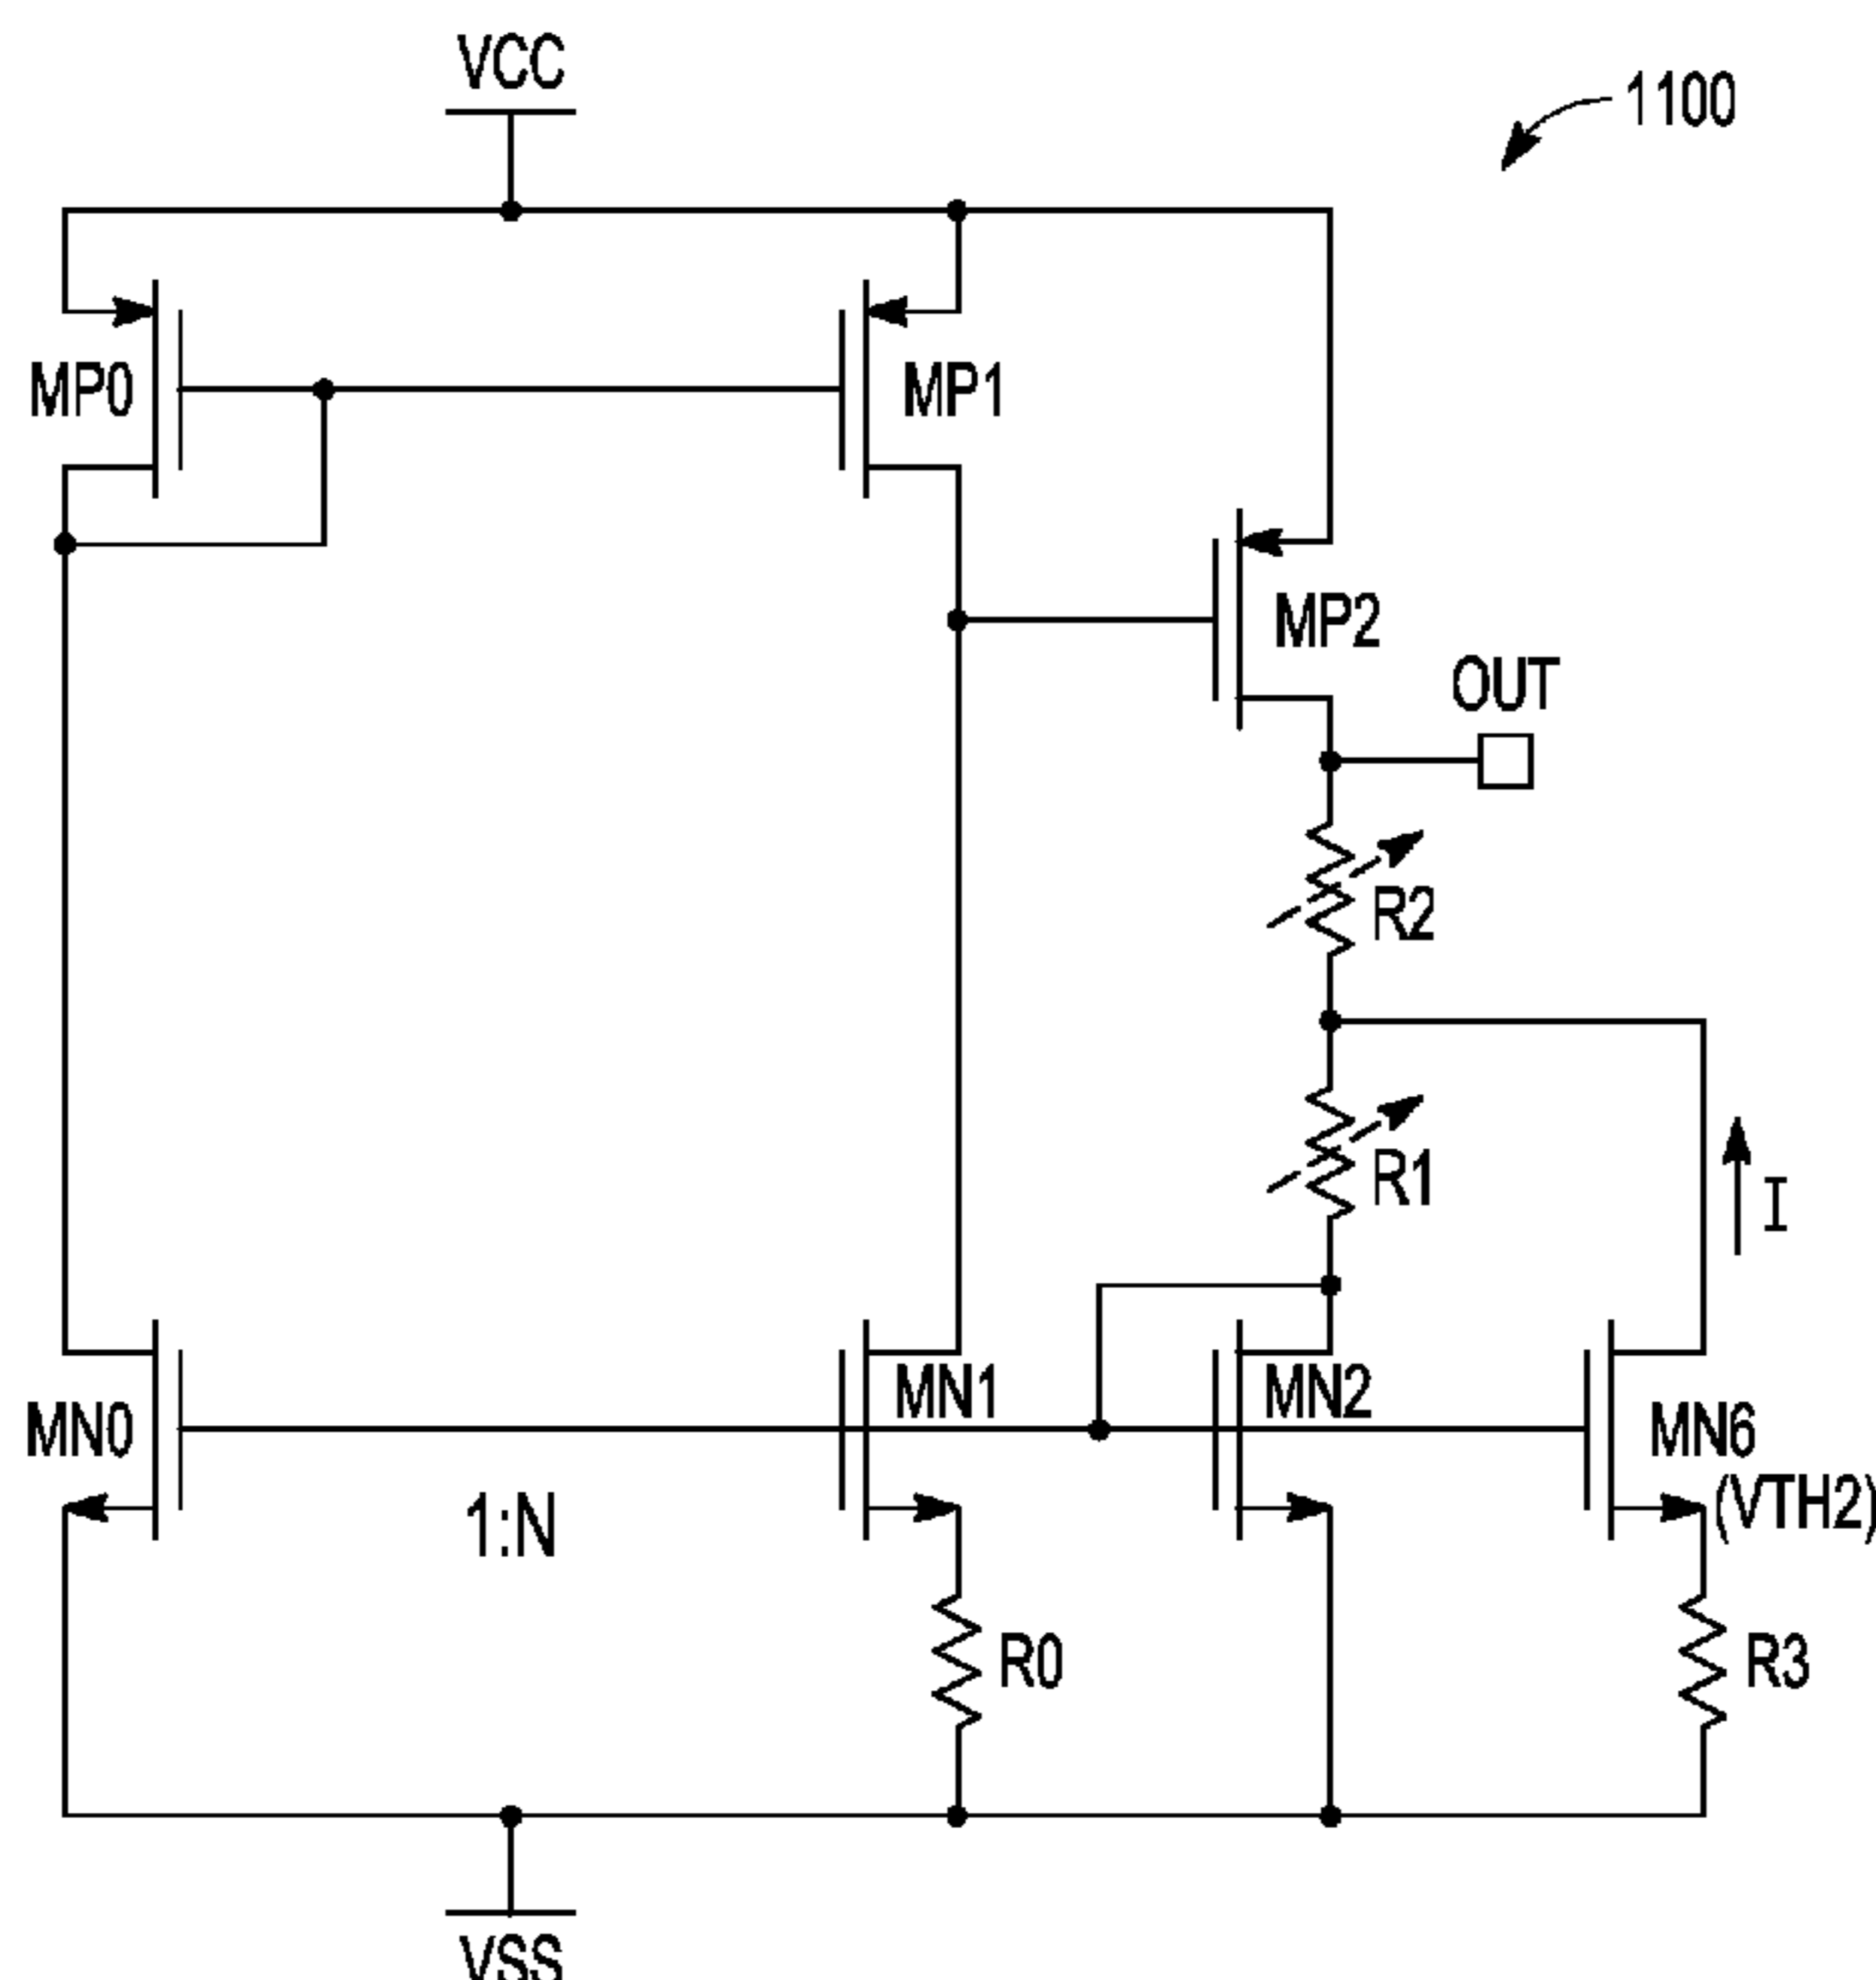 VCC
1100
MP0
MP1
MP2
OUT
R2
R1
I
MN0
MN1
MN2
MN6
(VTH2)
1:N
R0
R3
VSS